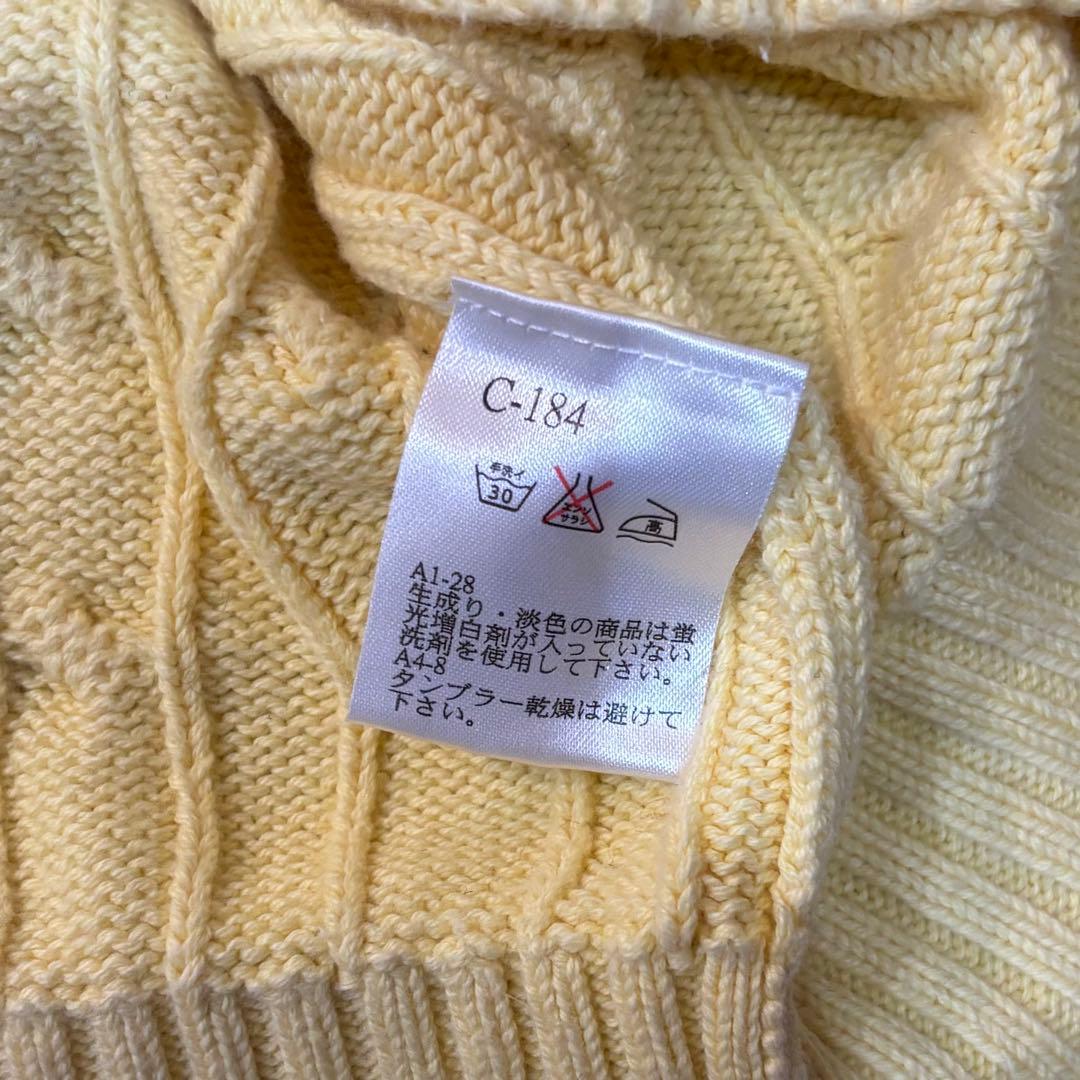 C-184
手ホイ
30
エンソ
サラシ
高
A1-28
生成り・淡色の商品は蛍
光増白剤が入っていない
洗剤を使用して下さい。
A4-8
タンブラー乾燥は避けて
下さい。